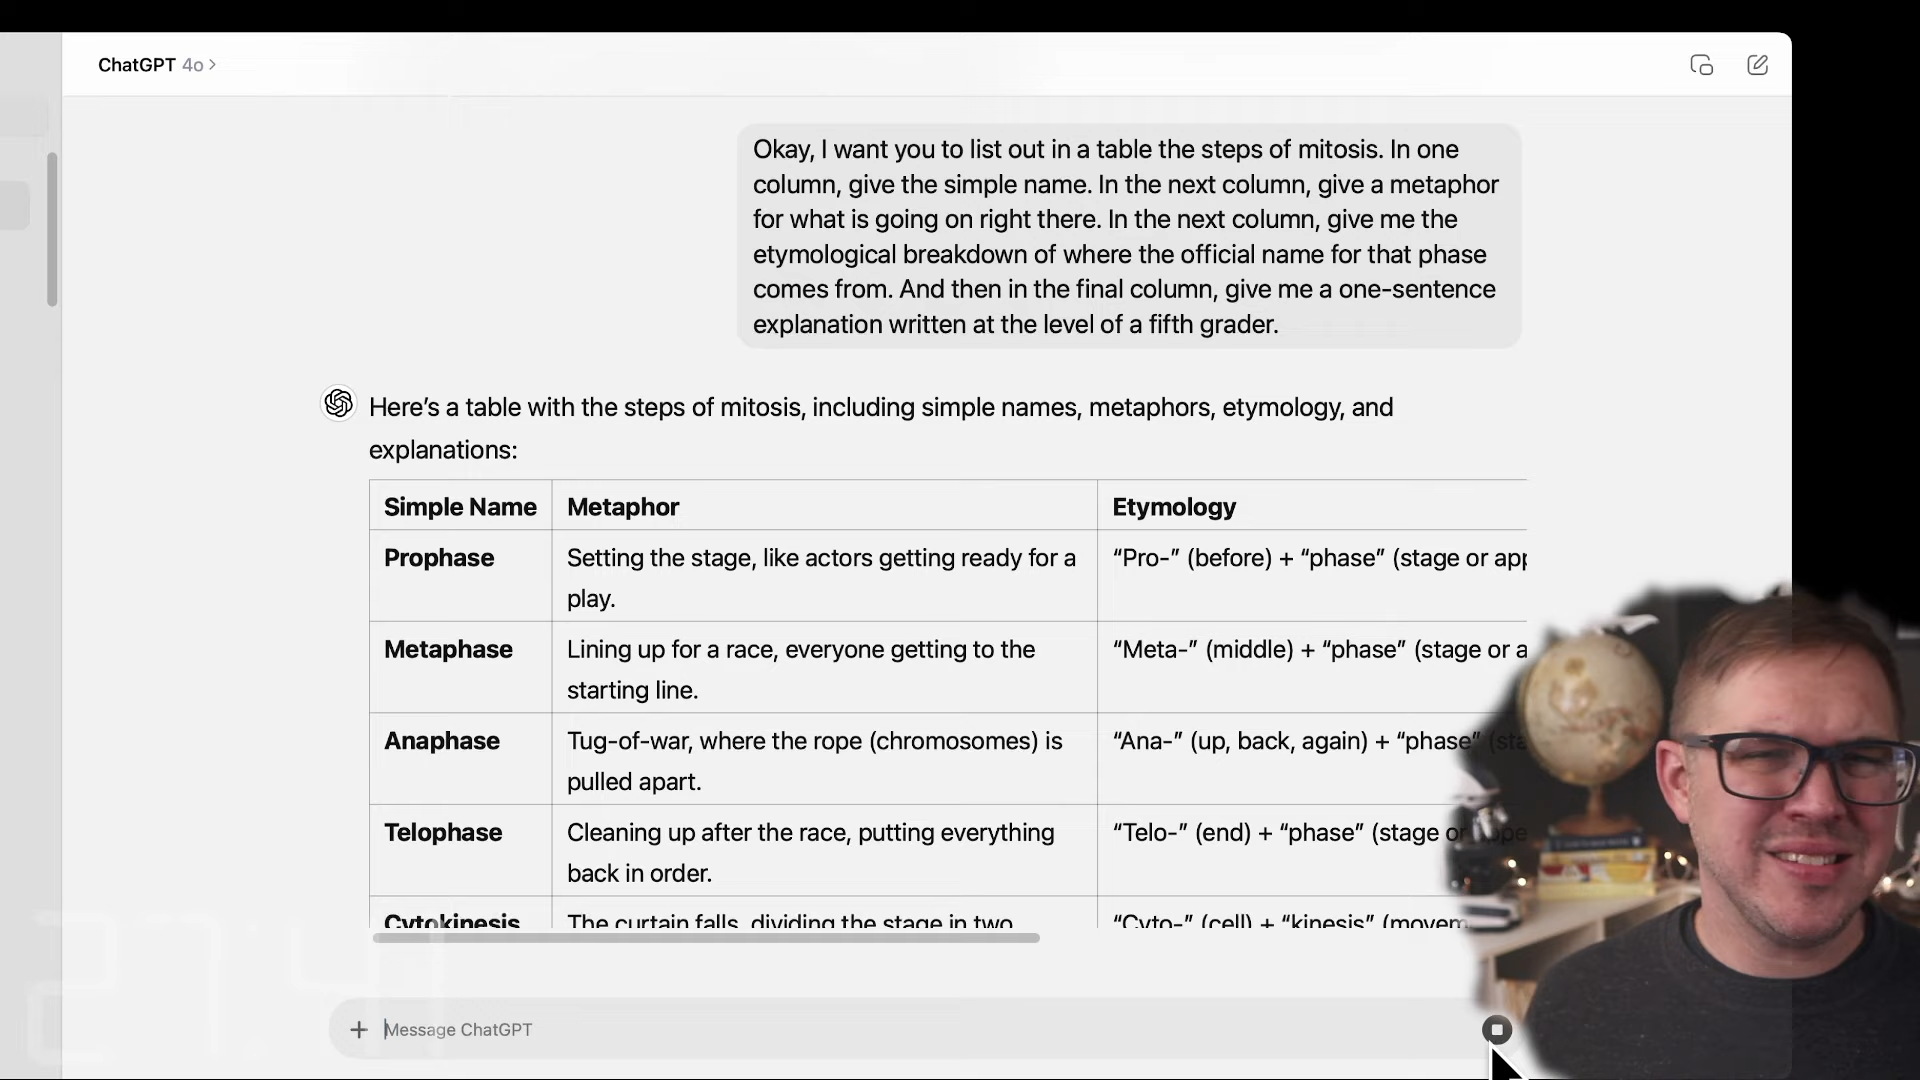 ChatGPT 4o >
Okay, I want you to list out in a table the steps of mitosis. In one
column, give the simple name. In the next column, give a metaphor
for what is going on right there. In the next column, give me the
etymological breakdown of where the official name for that phase
comes from. And then in the final column, give me a one-sentence
explanation written at the level of a fifth grader.
Here’s a table with the steps of mitosis, including simple names, metaphors, etymology, and
explanations:
Simple Name Metaphor Etymology
Prophase Setting the stage, like actors getting ready for a “Pro-” (before) + “phase” (stage or app
play.
Metaphase Lining up for a race, everyone getting to the “Meta-” (middle) + “phase” (stage or a
starting line.
Anaphase Tug-of-war, where the rope (chromosomes) is “Ana-” (up, back, again) + “phase” (sta
pulled apart.
Telophase Cleaning up after the race, putting everything “Telo-” (end) + “phase” (stage or appe
back in order.
Cytokinesis The curtain falls, dividing the stage in two “Cyto-” (cell) + “kinesis” (movem
Message ChatGPT